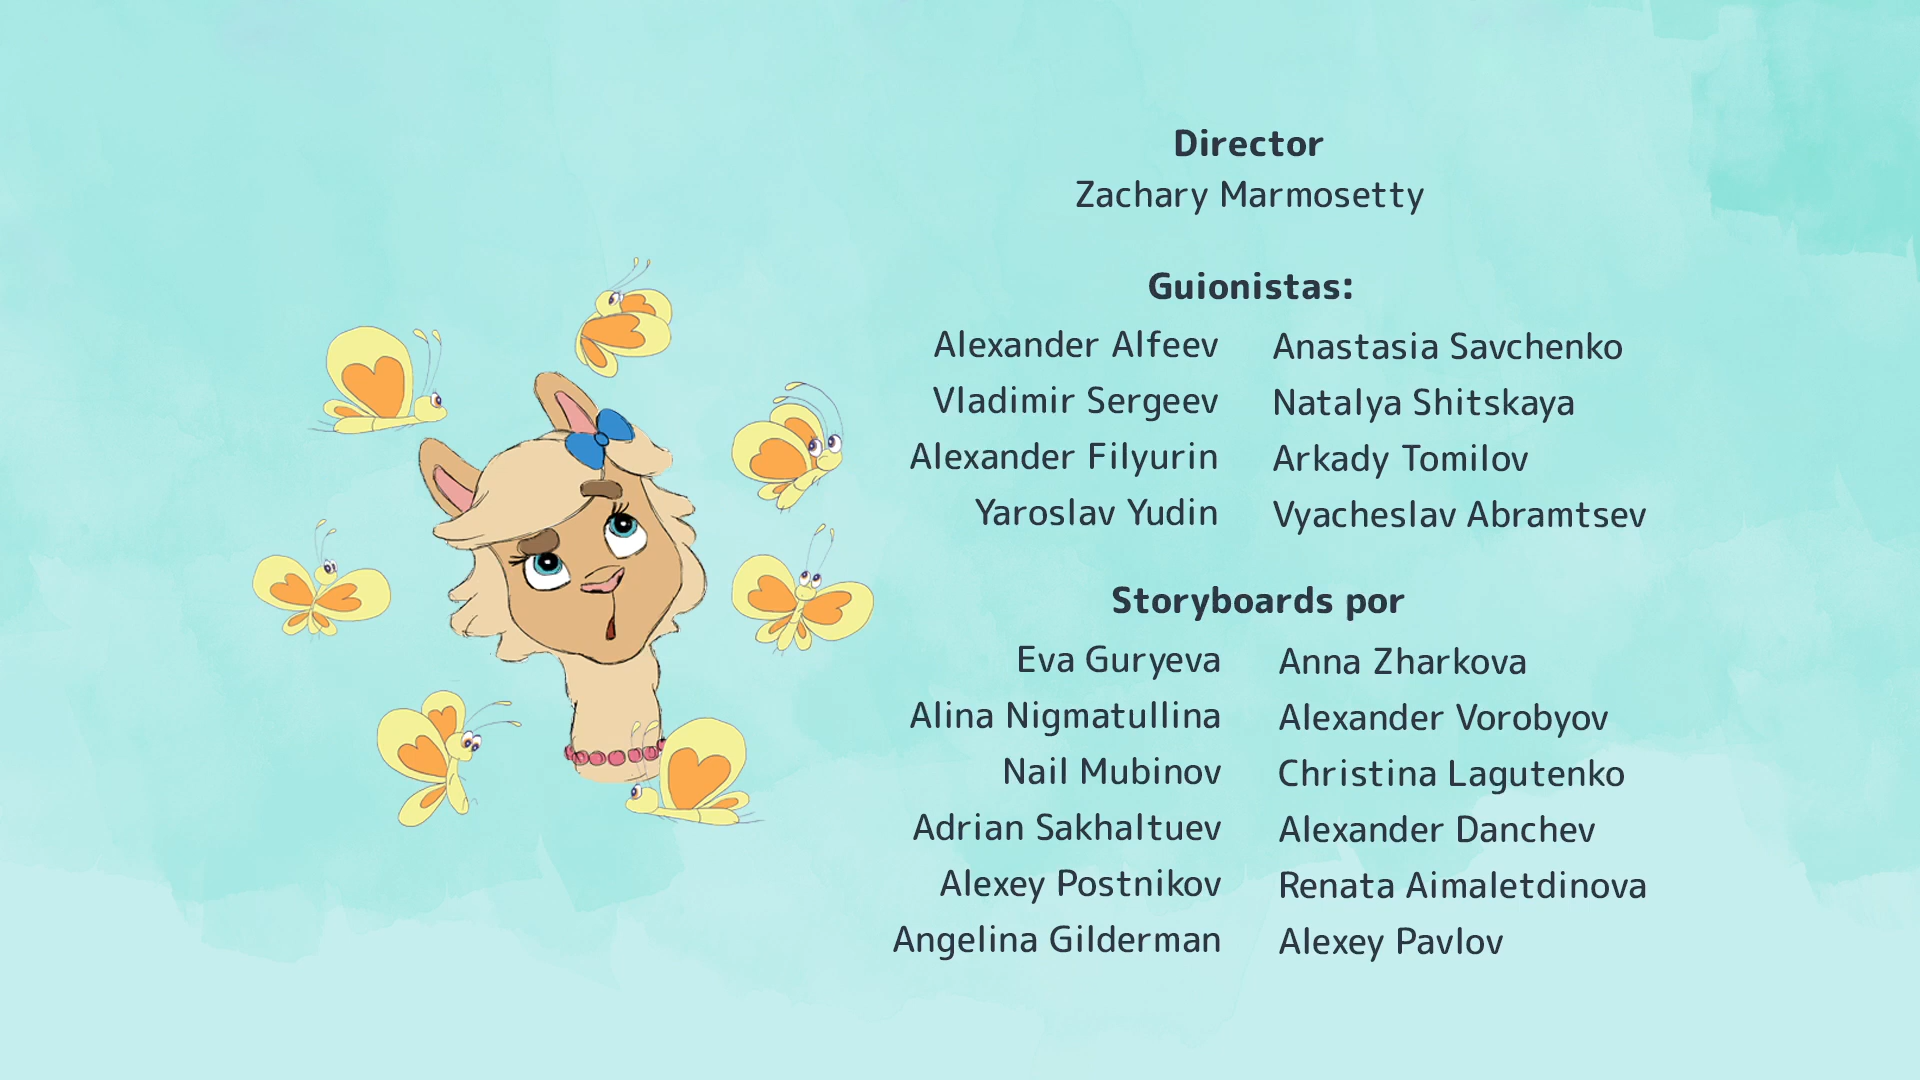 Director
Zachary Marmosetty
Guionistas:
Alexander Alfeev Anastasia Savchenko
Vladimir Sergeev Natalya Shitskaya
Alexander Filyurin Arkady Tomilov
Yaroslav Yudin Vyacheslav Abramtsev
Storyboards por
Eva Guryeva Anna Zharkova
Alina Nigmatullina Alexander Vorobyov
Nail Mubinov Christina Lagutenko
Adrian Sakhaltuev Alexander Danchev
Alexey Postnikov Renata Aimaletdinova
Angelina Gilderman Alexey Pavlov